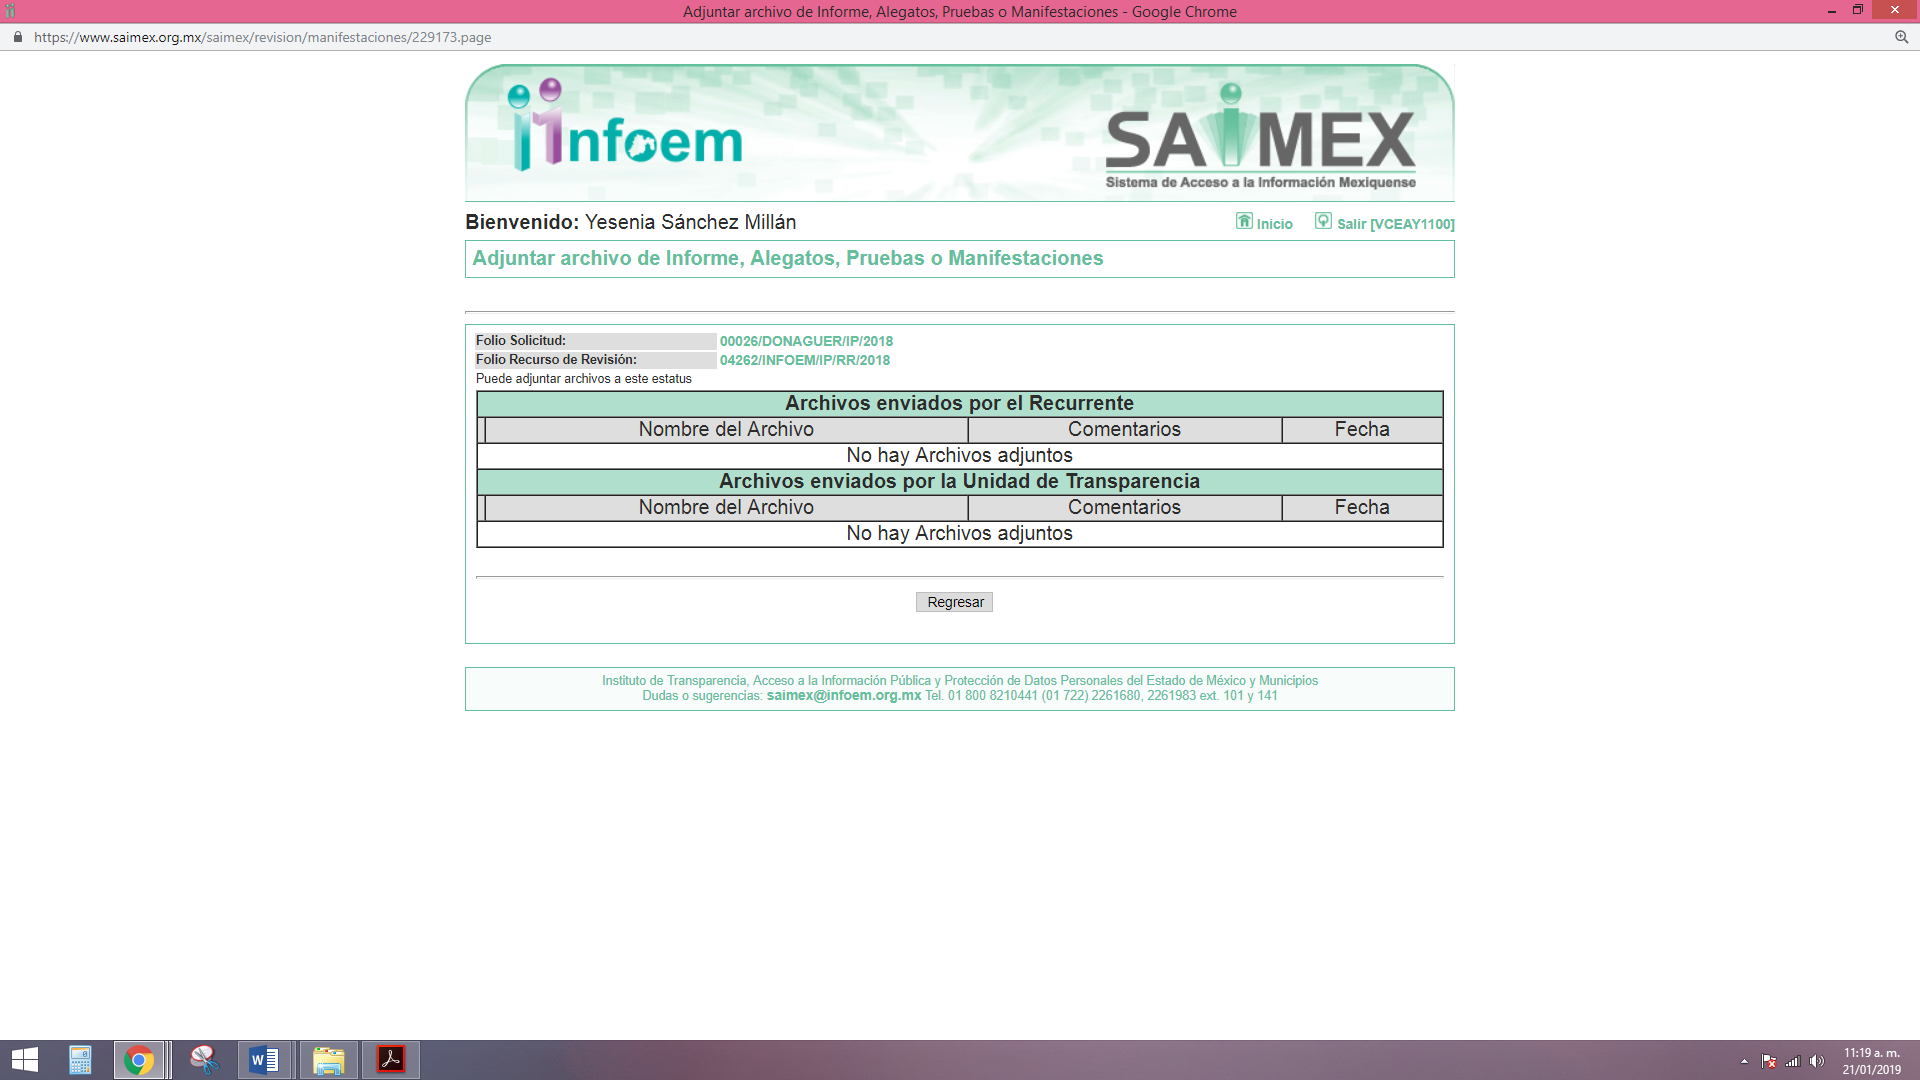 Adjuntar archivo de Informe, Alegatos, Pruebas o Manifestaciones - Google Chrome
https://www.saimex.org.mx/saimex/revision/manifestaciones/229173.page
infoem
SAIMEX
Sistema de Acceso a la Información Mexiquense
Bienvenido: Yesenia Sánchez Millán
Inicio Salir [VCEAY1100]
Adjuntar archivo de Informe, Alegatos, Pruebas o Manifestaciones
Folio Solicitud: 00026/DONAGUER/IP/2018
Folio Recurso de Revisión: 04262/INFOEM/IP/RR/2018
Puede adjuntar archivos a este estatus
Archivos enviados por el Recurrente
Nombre del Archivo Comentarios Fecha
No hay Archivos adjuntos
Archivos enviados por la Unidad de Transparencia
Nombre del Archivo Comentarios Fecha
No hay Archivos adjuntos
Regresar
Instituto de Transparencia, Acceso a la Información Pública y Protección de Datos Personales del Estado de México y Municipios
Dudas o sugerencias: saimex@infoem.org.mx Tel. 01 800 8210441 (01 722) 2261680, 2261983 ext. 101 y 141
11:19 a. m.
21/01/2019